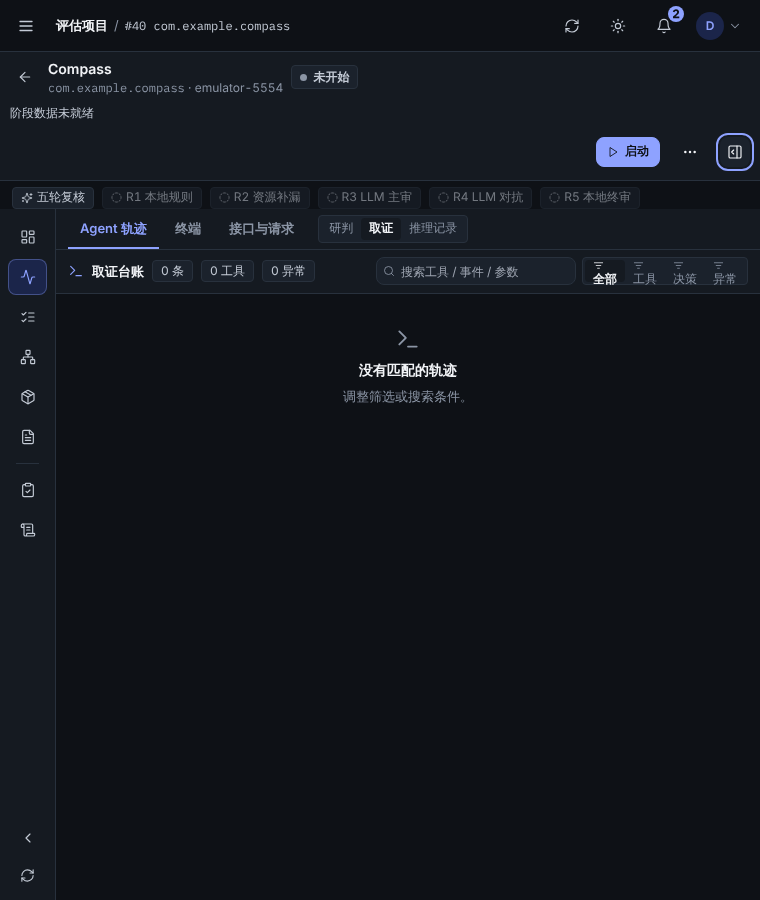 评估项目 / #40 com.example.compass
2
D
Compass
com.example.compass · emulator-5554
未开始
阶段数据未就绪
启动
五轮复核 R1 本地规则 R2 资源补漏 R3 LLM 主审 R4 LLM 对抗 R5 本地终审
Agent 轨迹 终端 接口与请求 研判 取证 推理记录
取证台账 0 条 0 工具 0 异常 搜索工具 / 事件 / 参数 全部 工具 决策 异常
没有匹配的轨迹
调整筛选或搜索条件。